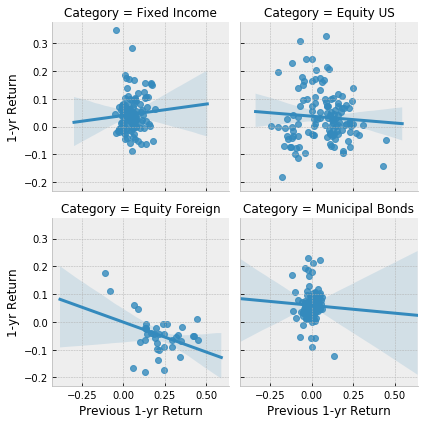 Category = Fixed Income
Category = Equity US
1-yr Return
0.3
0.2
0.1
0.0
−0.1
−0.2
Category = Equity Foreign
Category = Municipal Bonds
1-yr Return
0.3
0.2
0.1
0.0
−0.1
−0.2
−0.25 0.00 0.25 0.50
−0.25 0.00 0.25 0.50
Previous 1-yr Return
Previous 1-yr Return